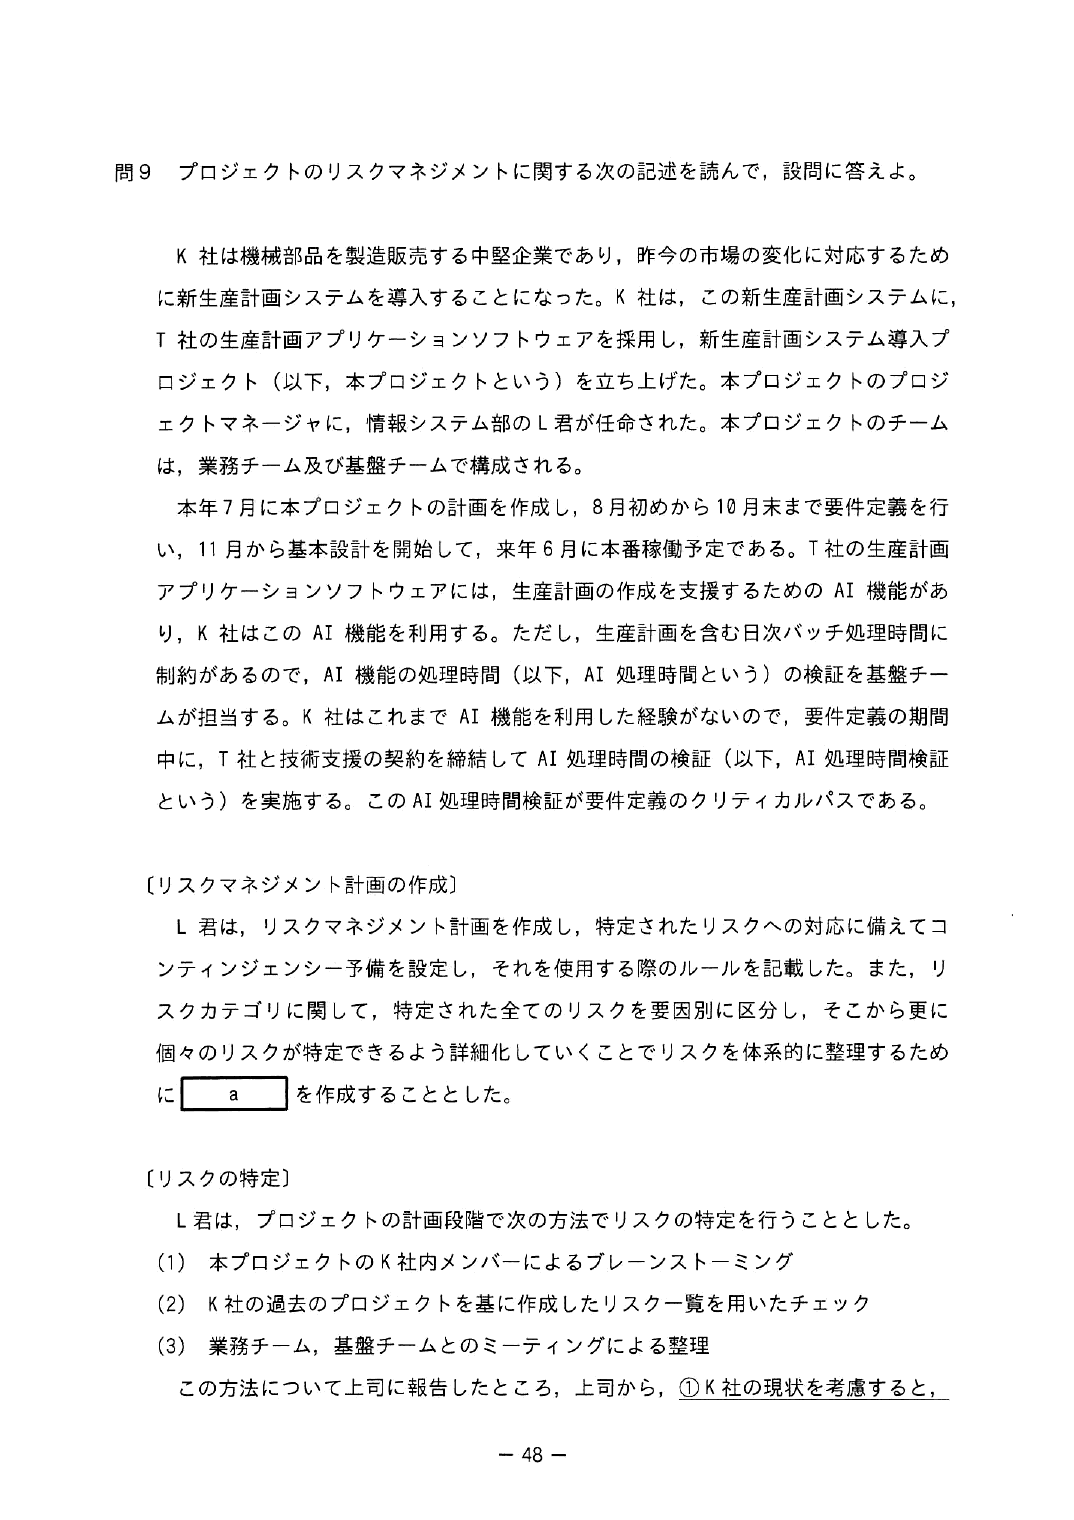 問9 プロジェクトのリスクマネジメントに関する次の記述を読んで，設問に答えよ。
K 社は機械部品を製造販売する中堅企業であり，昨今の市場の変化に対応するため
に新生産計画システムを導入することになった。K 社は，この新生産計画システムに，
T 社の生産計画アプリケーションソフトウェアを採用し，新生産計画システム導入プ
ロジェクト（以下，本プロジェクトという）を立ち上げた。本プロジェクトのプロジ
ェクトマネージャに，情報システム部のL君が任命された。本プロジェクトのチーム
は，業務チーム及び基盤チームで構成される。
本年7月に本プロジェクトの計画を作成し，8月初めから10月末まで要件定義を行
い，11 月から基本設計を開始して，来年6月に本番稼働予定である。T社の生産計画
アプリケーションソフトウェアには，生産計画の作成を支援するための AI 機能があ
り，K 社はこの AI 機能を利用する。ただし，生産計画を含む日次バッチ処理時間に
制約があるので，AI 機能の処理時間（以下，AI 処理時間という）の検証を基盤チー
ムが担当する。K 社はこれまで AI 機能を利用した経験がないので，要件定義の期間
中に，T 社と技術支援の契約を締結して AI 処理時間の検証（以下，AI 処理時間検証
という）を実施する。このAI処理時間検証が要件定義のクリティカルパスである。
〔リスクマネジメント計画の作成〕
L 君は，リスクマネジメント計画を作成し，特定されたリスクへの対応に備えてコ
ンティンジェンシー予備を設定し，それを使用する際のルールを記載した。また，リ
スクカテゴリに関して，特定された全てのリスクを要因別に区分し，そこから更に
個々のリスクが特定できるよう詳細化していくことでリスクを体系的に整理するため
に a を作成することとした。
〔リスクの特定〕
L君は，プロジェクトの計画段階で次の方法でリスクの特定を行うこととした。
(1) 本プロジェクトのK社内メンバーによるブレーンストーミング
(2) K社の過去のプロジェクトを基に作成したリスク一覧を用いたチェック
(3) 業務チーム，基盤チームとのミーティングによる整理
この方法について上司に報告したところ，上司から，①K社の現状を考慮すると，
－ 48 －